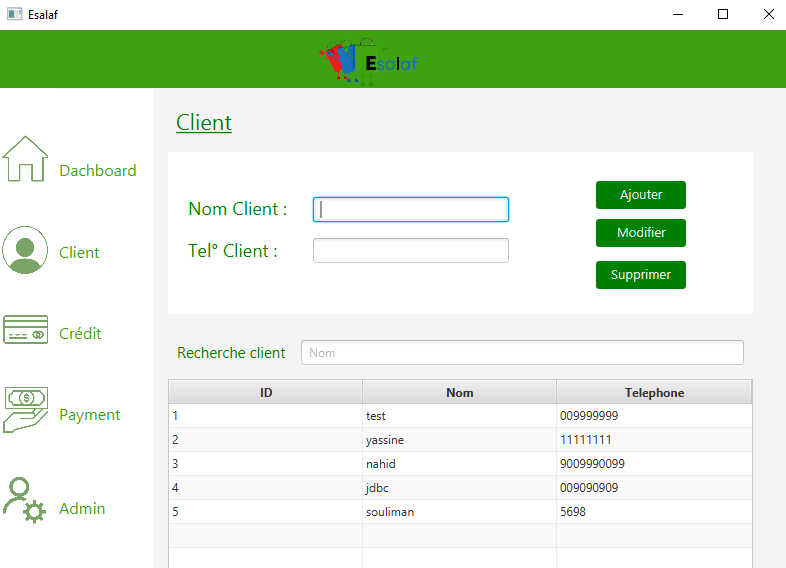 Esalaf
Esalaf
Client
Dachboard
Client
Crédit
Payment
Admin
Nom Client :
Tel° Client :
Ajouter
Modifier
Supprimer
Recherche client Nom
ID Nom Telephone
1 test 009999999
2 yassine 11111111
3 nahid 9009990099
4 jdbc 009090909
5 souliman 5698